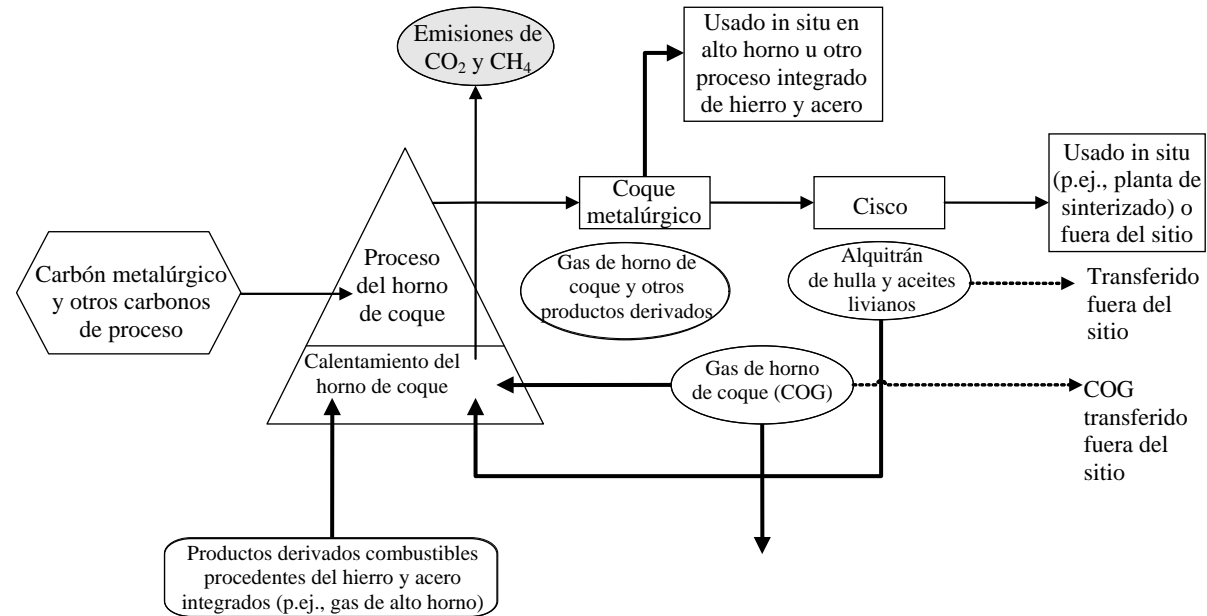 Emisiones de
CO2 y CH4
Usado in situ en
alto horno u otro
proceso integrado
de hierro y acero
Usado in situ
(p.ej., planta de
sinterizado) o
fuera del sitio
Coque
metalúrgico
Cisco
Carbón metalúrgico
y otros carbonos
de proceso
Proceso
del horno
de coque
Gas de horno de
coque y otros
productos derivados
Alquitrán
de hulla y aceites
livianos
Transferido
fuera del
sitio
Calentamiento del
horno de coque
Gas de horno
de coque (COG)
COG
transferido
fuera del
sitio
Productos derivados combustibles
procedentes del hierro y acero
integrados (p.ej., gas de alto horno)